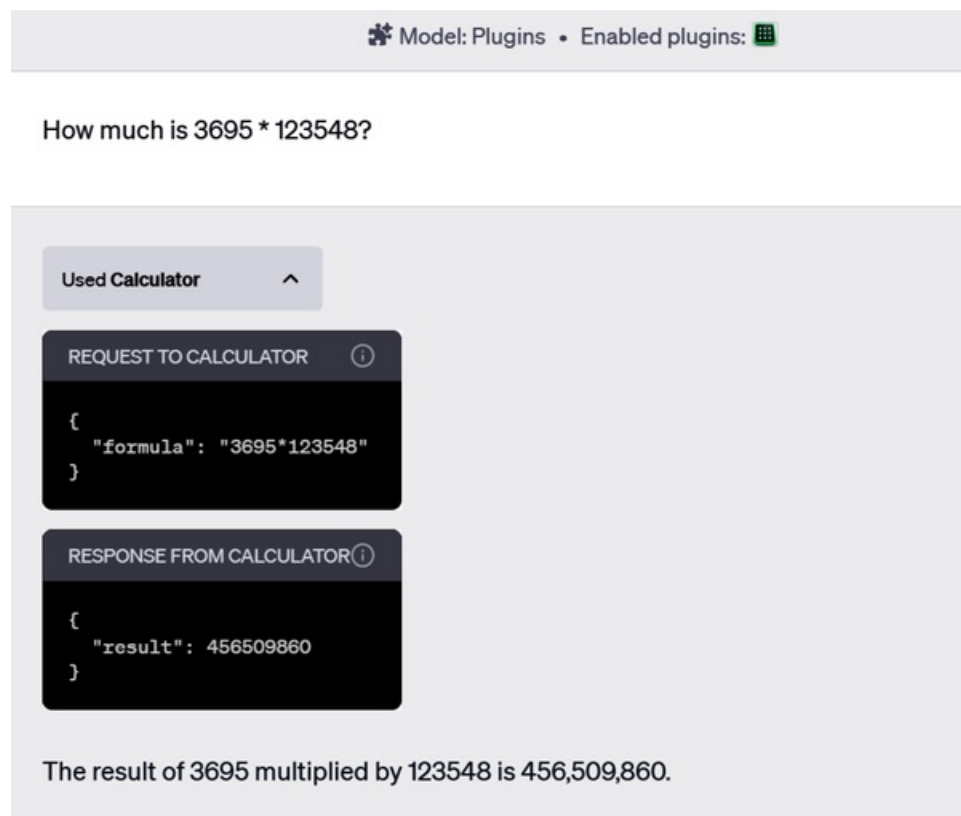 Model: Plugins • Enabled plugins:
How much is 3695 * 123548?
Used Calculator
REQUEST TO CALCULATOR
{
"formula": "3695*123548"
}
RESPONSE FROM CALCULATOR
{
"result": 456509860
}
The result of 3695 multiplied by 123548 is 456,509,860.